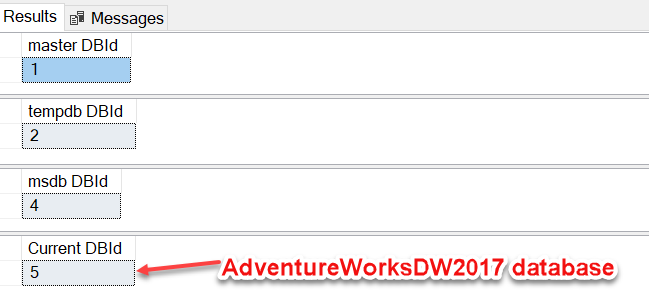 Results Messages
master DBId
1
tempdb DBId
2
msdb DBId
4
Current DBId
5
AdventureWorksDW2017 database